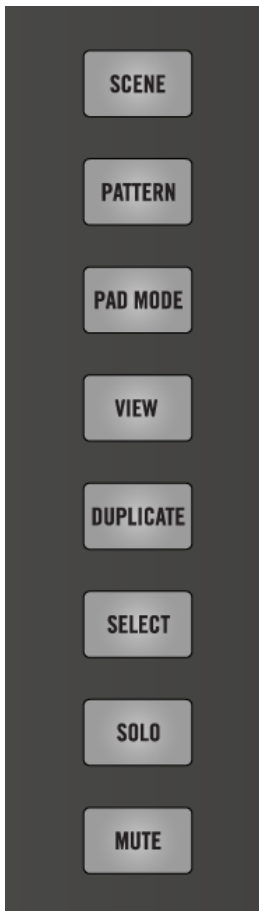 SCENE
PATTERN
PAD MODE
VIEW
DUPLICATE
SELECT
SOLO
MUTE